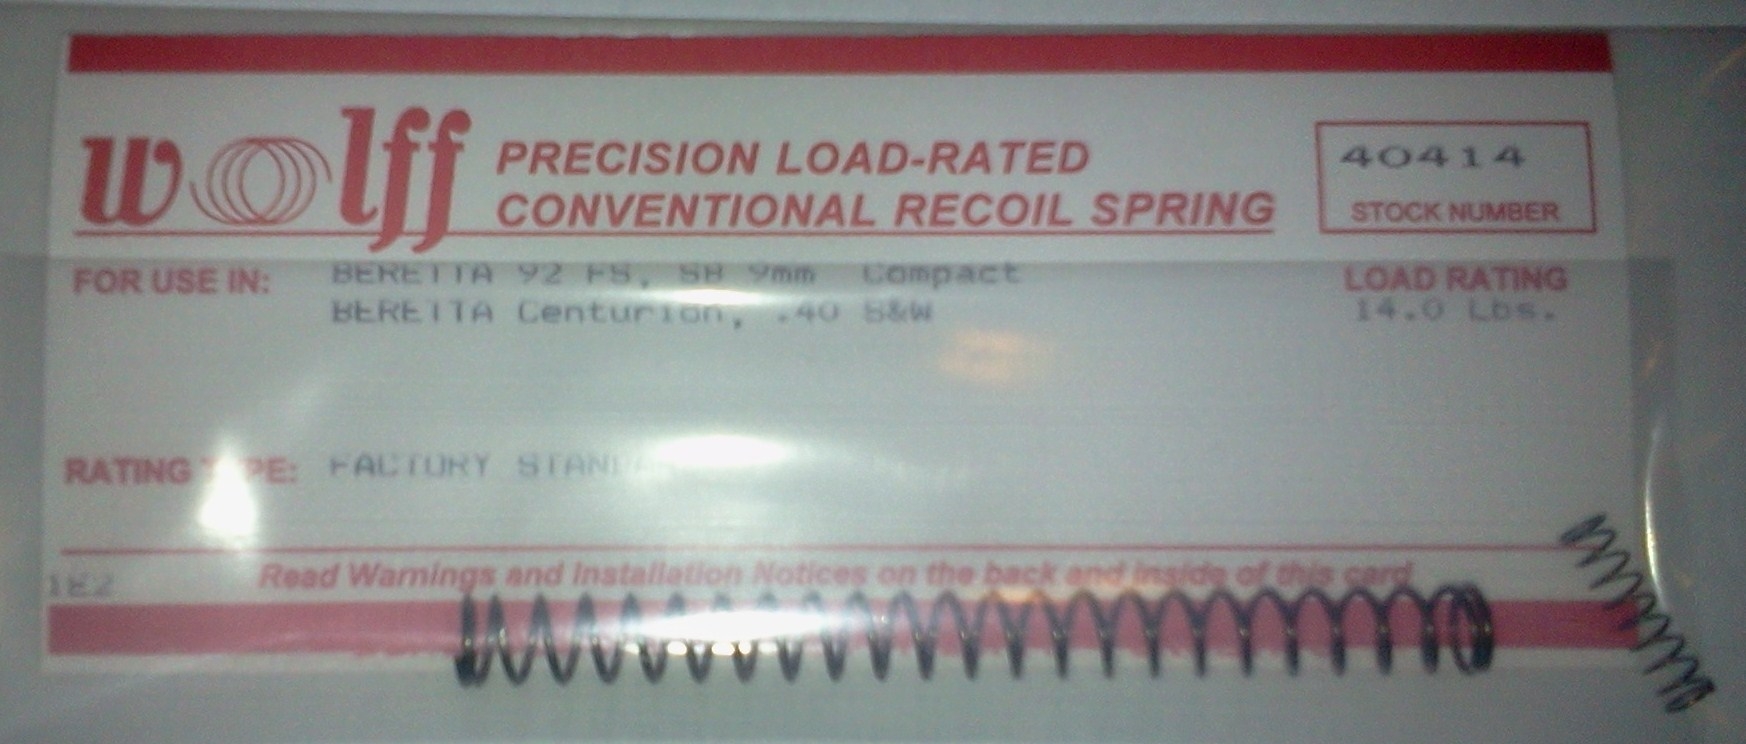 wolff
PRECISION LOAD-RATED
CONVENTIONAL RECOIL SPRING
40414
STOCK NUMBER
FOR USE IN: BERETTA 92 FS, SB 9mm Compact
BERETTA Centurion, .40 S&W
LOAD RATING
14.0 Lbs.
RATING TYPE: FACTORY
Read Warnings and Installation Notices on the back and inside of this card